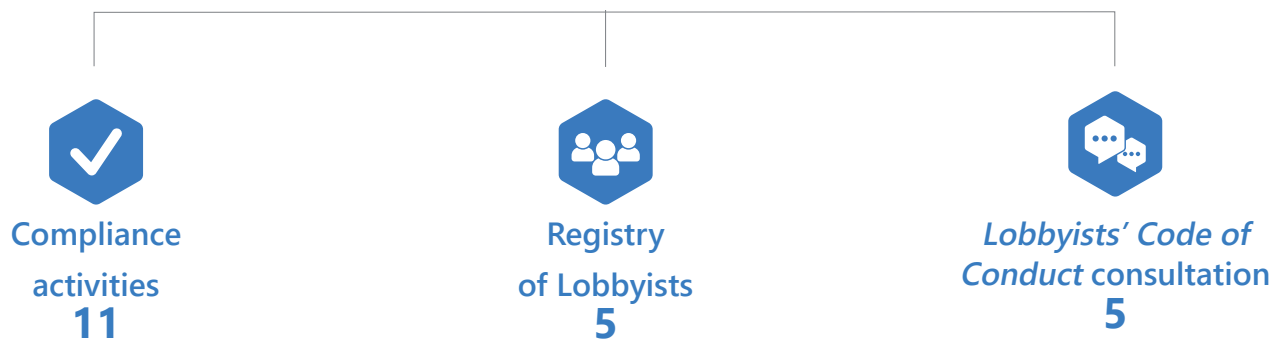 Compliance
activities
11
Registry
of Lobbyists
5
Lobbyists’ Code of
Conduct consultation
5